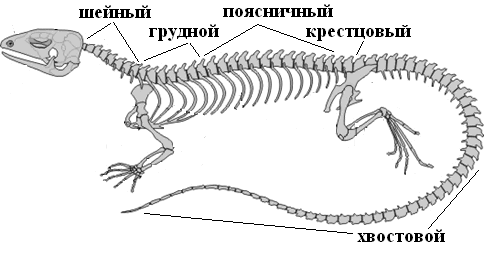 шейный
поясничный
грудной
крестцовый
хвостовой